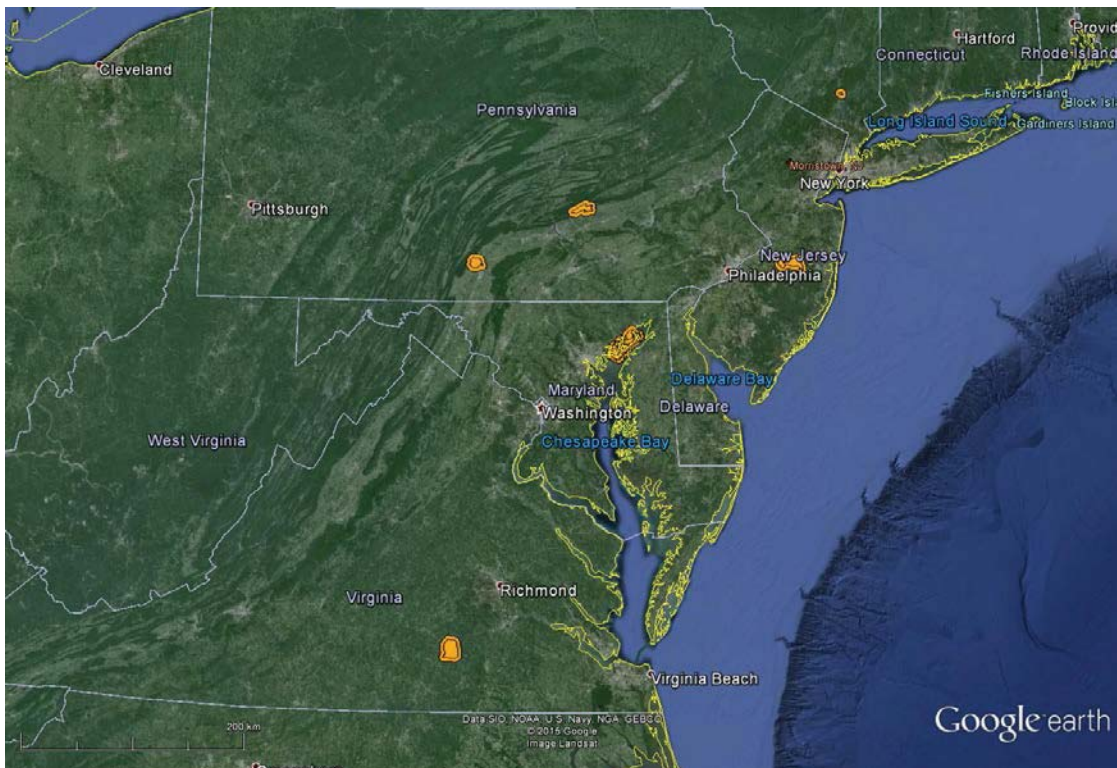 Hartford
Provid
Connecticut
Rhode Island
Cleveland
Fishers Island
Block Isla
Pennsylvania
Long Island Sound
Gardiners Island
New York
Pittsburgh
New Jersey
Philadelphia
Delaware Bay
Maryland
Delaware
Washington
West Virginia
Chesapeake Bay
Richmond
Virginia
Virginia Beach
200 km
Data SIO, NOAA, U.S. Navy, NGA, GEBCO
© 2015 Google
Image Landsat
Google earth